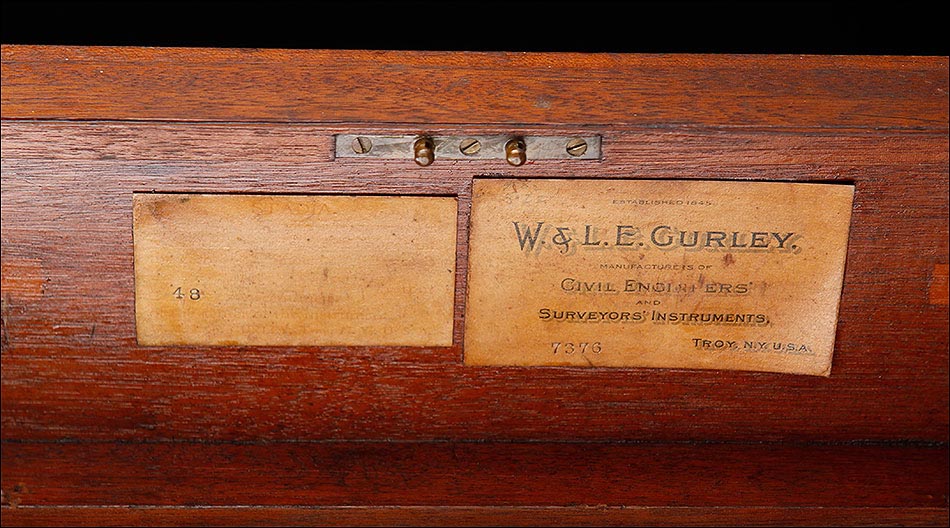 48
ESTABLISHED 1845.
W. & L. E. GURLEY.
MANUFACTURERS OF
CIVIL ENGINEERS'
AND
SURVEYORS' INSTRUMENTS,
7376
TROY, N.Y. U.S.A.